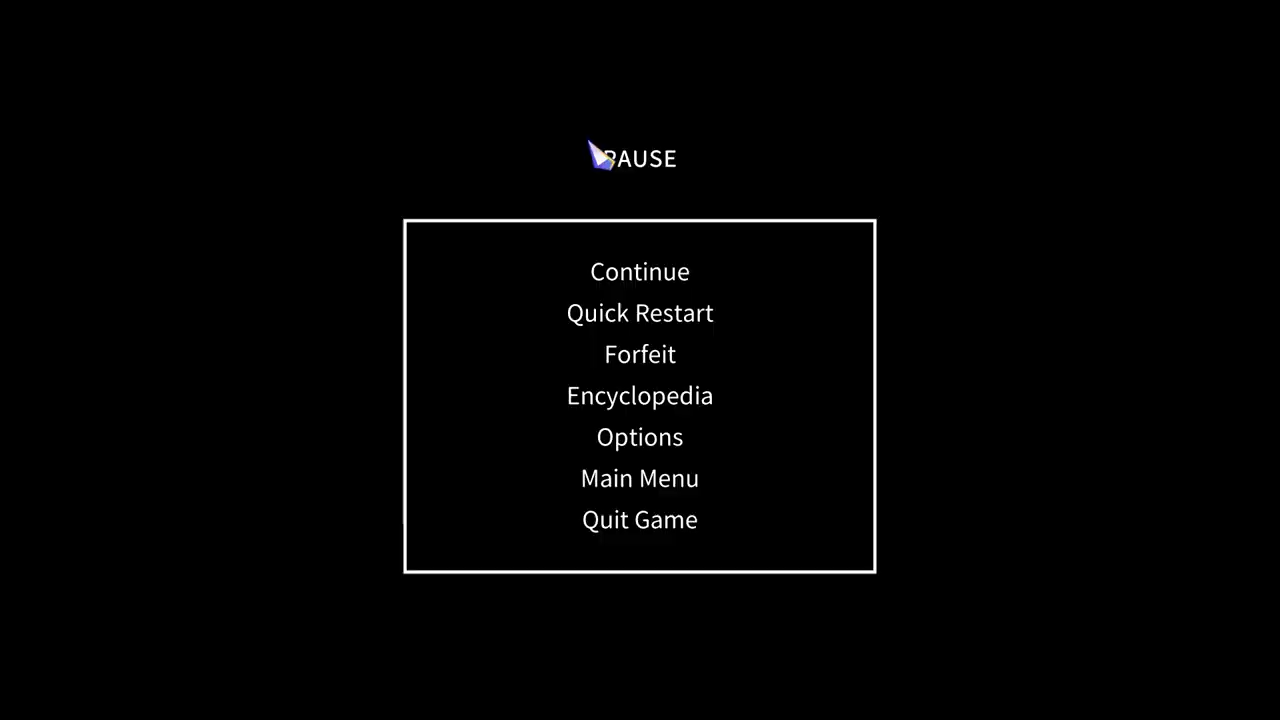 PAUSE
Continue
Quick Restart
Forfeit
Encyclopedia
Options
Main Menu
Quit Game